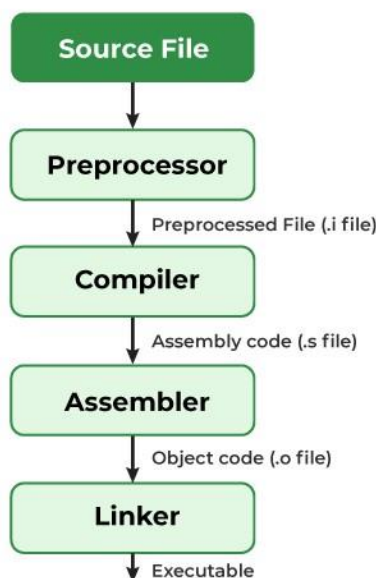 Source File
Preprocessor
Preprocessed File (.i file)
Compiler
Assembly code (.s file)
Assembler
Object code (.o file)
Linker
Executable